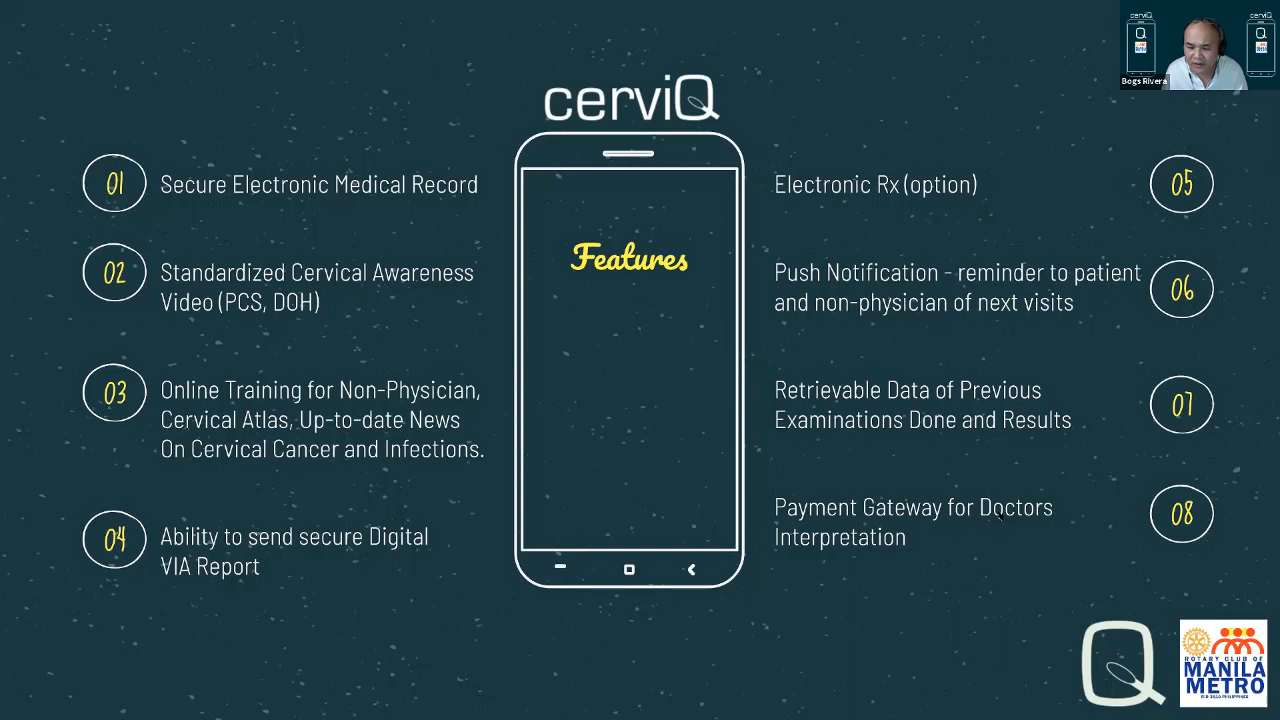 cerviQ
Q
cerviQ
Q
Bogs Rivera
cerviQ
01
Secure Electronic Medical Record
02
Standardized Cervical Awareness
Video (PCS, DOH)
03
Online Training for Non-Physician,
Cervical Atlas, Up-to-date News
On Cervical Cancer and Infections.
04
Ability to send secure Digital
VIA Report
Features
Electronic Rx (option)
05
Push Notification - reminder to patient
and non-physician of next visits
06
Retrievable Data of Previous
Examinations Done and Results
07
Payment Gateway for Doctors
Interpretation
08
Q
ROTARY CLUB OF
MANILA
METRO